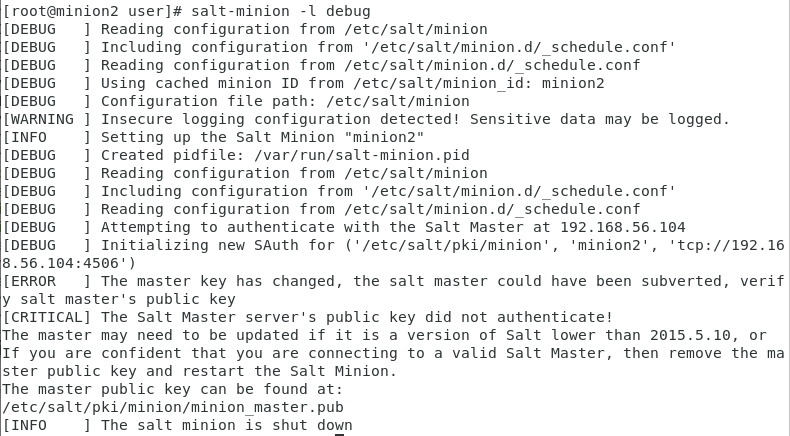 [root@minion2 user]# salt-minion -l debug
[DEBUG   ] Reading configuration from /etc/salt/minion
[DEBUG   ] Including configuration from '/etc/salt/minion.d/_schedule.conf'
[DEBUG   ] Reading configuration from /etc/salt/minion.d/_schedule.conf
[DEBUG   ] Using cached minion ID from /etc/salt/minion_id: minion2
[DEBUG   ] Configuration file path: /etc/salt/minion
[WARNING ] Insecure logging configuration detected! Sensitive data may be logged.
[INFO    ] Setting up the Salt Minion "minion2"
[DEBUG   ] Created pidfile: /var/run/salt-minion.pid
[DEBUG   ] Reading configuration from /etc/salt/minion
[DEBUG   ] Including configuration from '/etc/salt/minion.d/_schedule.conf'
[DEBUG   ] Reading configuration from /etc/salt/minion.d/_schedule.conf
[DEBUG   ] Attempting to authenticate with the Salt Master at 192.168.56.104
[DEBUG   ] Initializing new SAuth for ('/etc/salt/pki/minion', 'minion2', 'tcp://192.16
8.56.104:4506')
[ERROR   ] The master key has changed, the salt master could have been subverted, verif
y salt master's public key
[CRITICAL] The Salt Master server's public key did not authenticate!
The master may need to be updated if it is a version of Salt lower than 2015.5.10, or
If you are confident that you are connecting to a valid Salt Master, then remove the ma
ster public key and restart the Salt Minion.
The master public key can be found at:
/etc/salt/pki/minion/minion_master.pub
[INFO    ] The salt minion is shut down